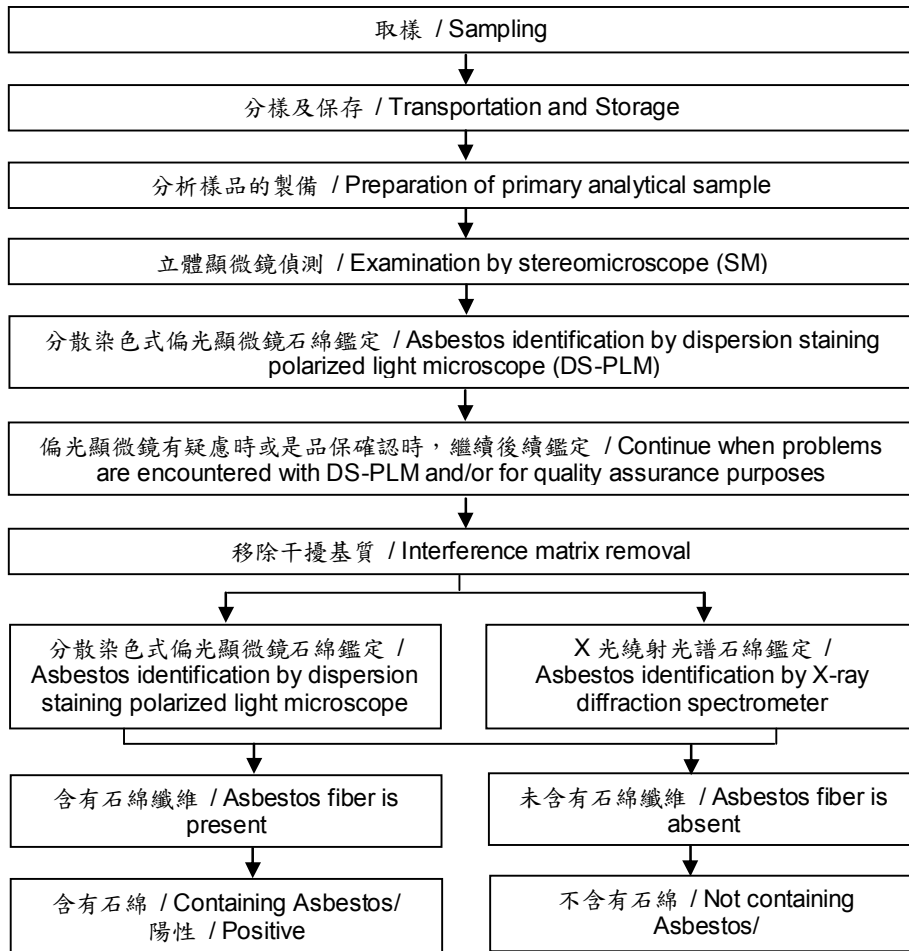 取樣 / Sampling
分樣及保存 / Transportation and Storage
分析樣品的製備 / Preparation of primary analytical sample
立體顯微鏡偵測 / Examination by stereomicroscope (SM)
分散染色式偏光顯微鏡石綿鑑定 / Asbestos identification by dispersion staining
polarized light microscope (DS-PLM)
偏光顯微鏡有疑慮時或是品保確認時，繼續後續鑑定 / Continue when problems
are encountered with DS-PLM and/or for quality assurance purposes
移除干擾基質 / Interference matrix removal
分散染色式偏光顯微鏡石綿鑑定 /
Asbestos identification by dispersion
staining polarized light microscope
X 光繞射光譜石綿鑑定 /
Asbestos identification by X-ray
diffraction spectrometer
含有石綿纖維 / Asbestos fiber is
present
未含有石綿纖維 / Asbestos fiber is
absent
含有石綿 / Containing Asbestos/
陽性 / Positive
不含有石綿 / Not containing
Asbestos/